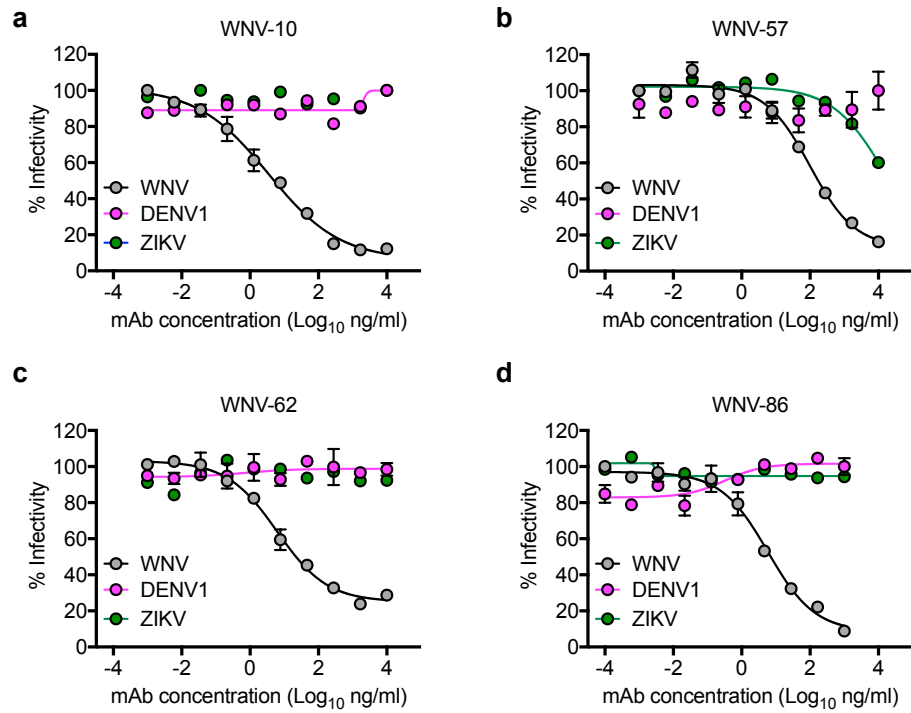 a
WNV-10
120
100
80
60
40
20
0
% Infectivity
WNV
DENV1
ZIKV
-4 -2 0 2 4
mAb concentration (Log10 ng/ml)
b
WNV-57
120
100
80
60
40
20
0
% Infectivity
WNV
DENV1
ZIKV
-4 -2 0 2 4
mAb concentration (Log10 ng/ml)
c
WNV-62
120
100
80
60
40
20
0
% Infectivity
WNV
DENV1
ZIKV
-4 -2 0 2 4
mAb concentration (Log10 ng/ml)
d
WNV-86
120
100
80
60
40
20
0
% Infectivity
WNV
DENV1
ZIKV
-4 -2 0 2 4
mAb concentration (Log10 ng/ml)